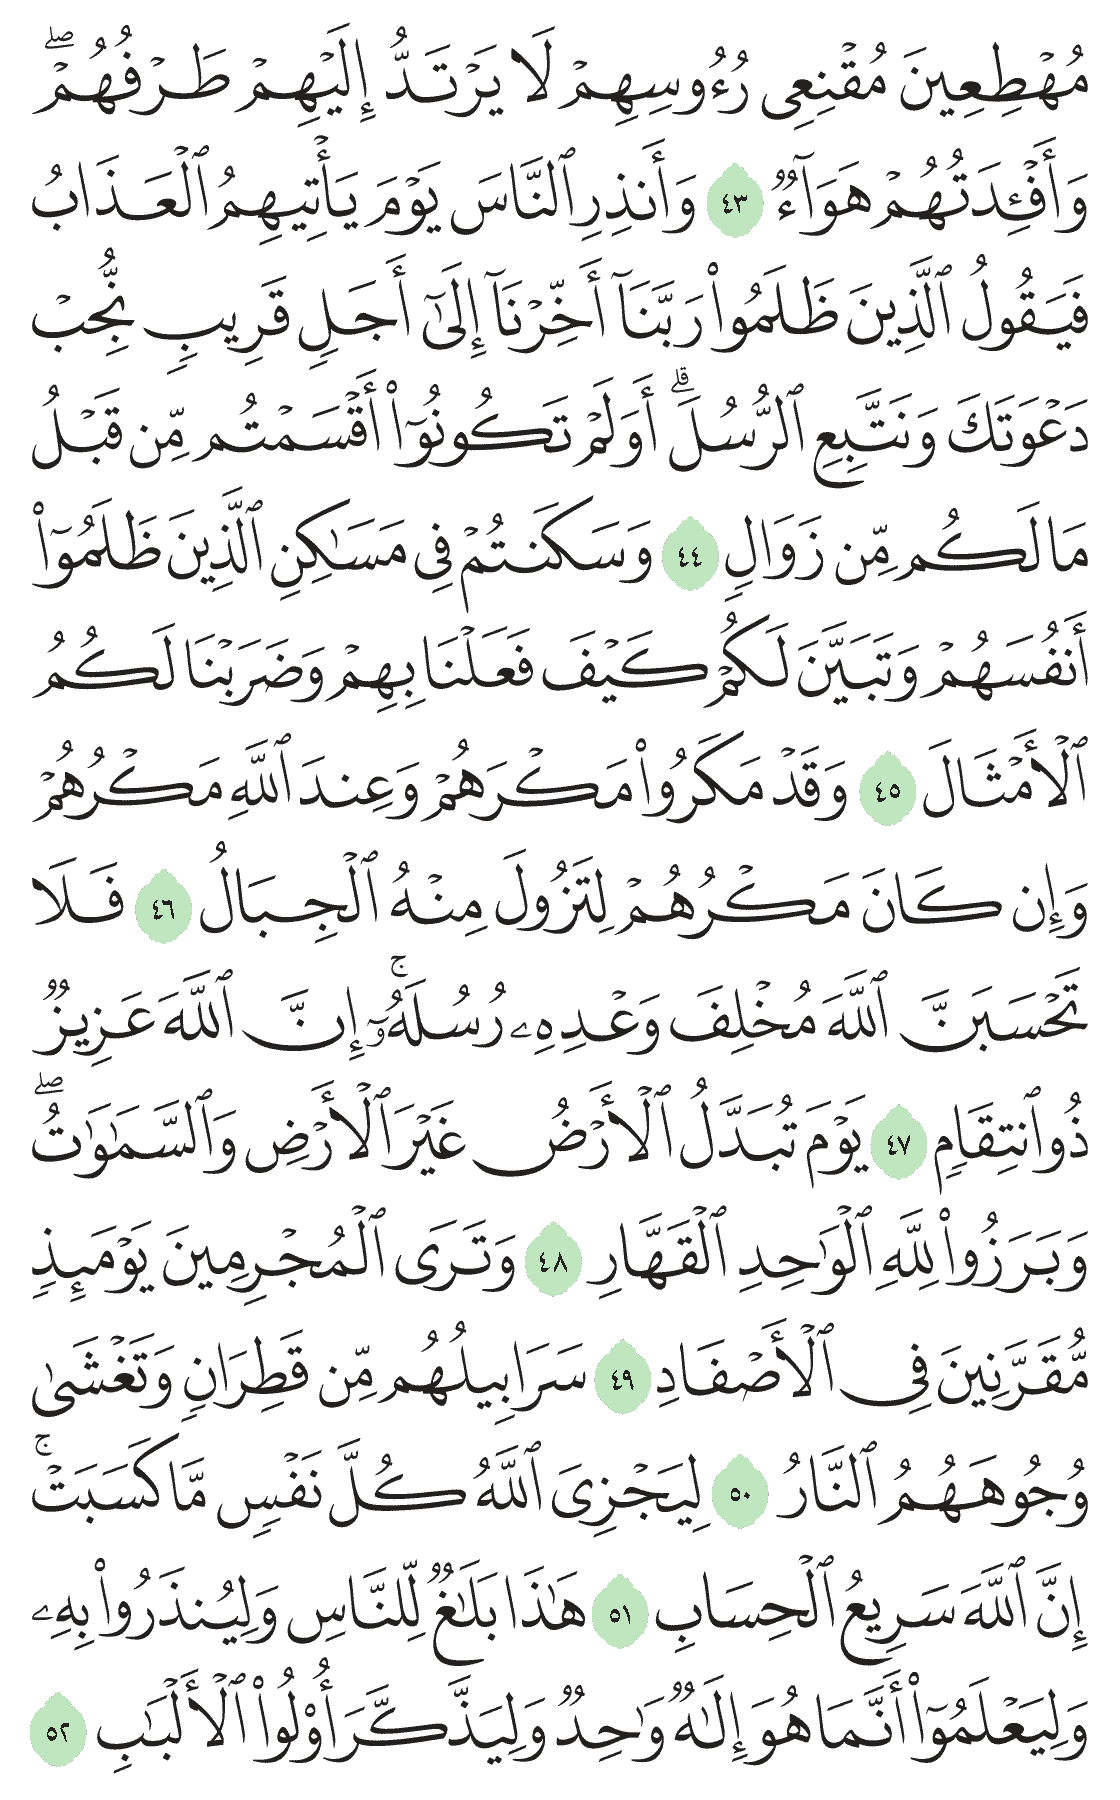 مُهْطِعِينَ مُقْنِعِى رُءُوسِهِمْ لَا يَرْتَدُّ إِلَيْهِمْ طَرْفُهُمْ ۖ
وَأَفْـِٔدَتُهُمْ هَوَآءٌ ٤٣ وَأَنذِرِ ٱلنَّاسَ يَوْمَ يَأْتِيهِمُ ٱلْعَذَابُ
فَيَقُولُ ٱلَّذِينَ ظَلَمُوا۟ رَبَّنَآ أَخِّرْنَآ إِلَىٰٓ أَجَلٍ قَرِيبٍ نُّجِبْ
دَعْوَتَكَ وَنَتَّبِعِ ٱلرُّسُلَ ۗ أَوَلَمْ تَكُونُوٓا۟ أَقْسَمْتُم مِّن قَبْلُ
مَا لَكُم مِّن زَوَالٍ ٤٤ وَسَكَنتُمْ فِى مَسَـٰكِنِ ٱلَّذِينَ ظَلَمُوٓا۟
أَنفُسَهُمْ وَتَبَيَّنَ لَكُمْ كَيْفَ فَعَلْنَا بِهِمْ وَضَرَبْنَا لَكُمُ
ٱلْأَمْثَالَ ٤٥ وَقَدْ مَكَرُوا۟ مَكْرَهُمْ وَعِندَ ٱللَّهِ مَكْرُهُمْ
وَإِن كَانَ مَكْرُهُمْ لِتَزُولَ مِنْهُ ٱلْجِبَالُ ٤٦ فَلَا
تَحْسَبَنَّ ٱللَّهَ مُخْلِفَ وَعْدِهِۦ رُسُلَهُۥٓ ۚ إِنَّ ٱللَّهَ عَزِيزٌ
ذُو ٱنتِقَامٍ ٤٧ يَوْمَ تُبَدَّلُ ٱلْأَرْضُ غَيْرَ ٱلْأَرْضِ وَٱلسَّمَـٰوَٰتُ ۖ
وَبَرَزُوا۟ لِلَّهِ ٱلْوَٰحِدِ ٱلْقَهَّارِ ٤٨ وَتَرَى ٱلْمُجْرِمِينَ يَوْمَئِذٍ
مُّقَرَّنِينَ فِى ٱلْأَصْفَادِ ٤٩ سَرَابِيلُهُم مِّن قَطِرَانٍ وَتَغْشَىٰ
وُجُوهَهُمُ ٱلنَّارُ ٥٠ لِيَجْزِىَ ٱللَّهُ كُلَّ نَفْسٍ مَّا كَسَبَتْ ۚ
إِنَّ ٱللَّهَ سَرِيعُ ٱلْحِسَابِ ٥١ هَـٰذَا بَلَـٰغٌ لِّلنَّاسِ وَلِيُنذَرُوا۟ بِهِۦ
وَلِيَعْلَمُوٓا۟ أَنَّمَا هُوَ إِلَـٰهٌ وَٰحِدٌ وَلِيَذَّكَّرَ أُو۟لُوا۟ ٱلْأَلْبَـٰبِ ٥٢